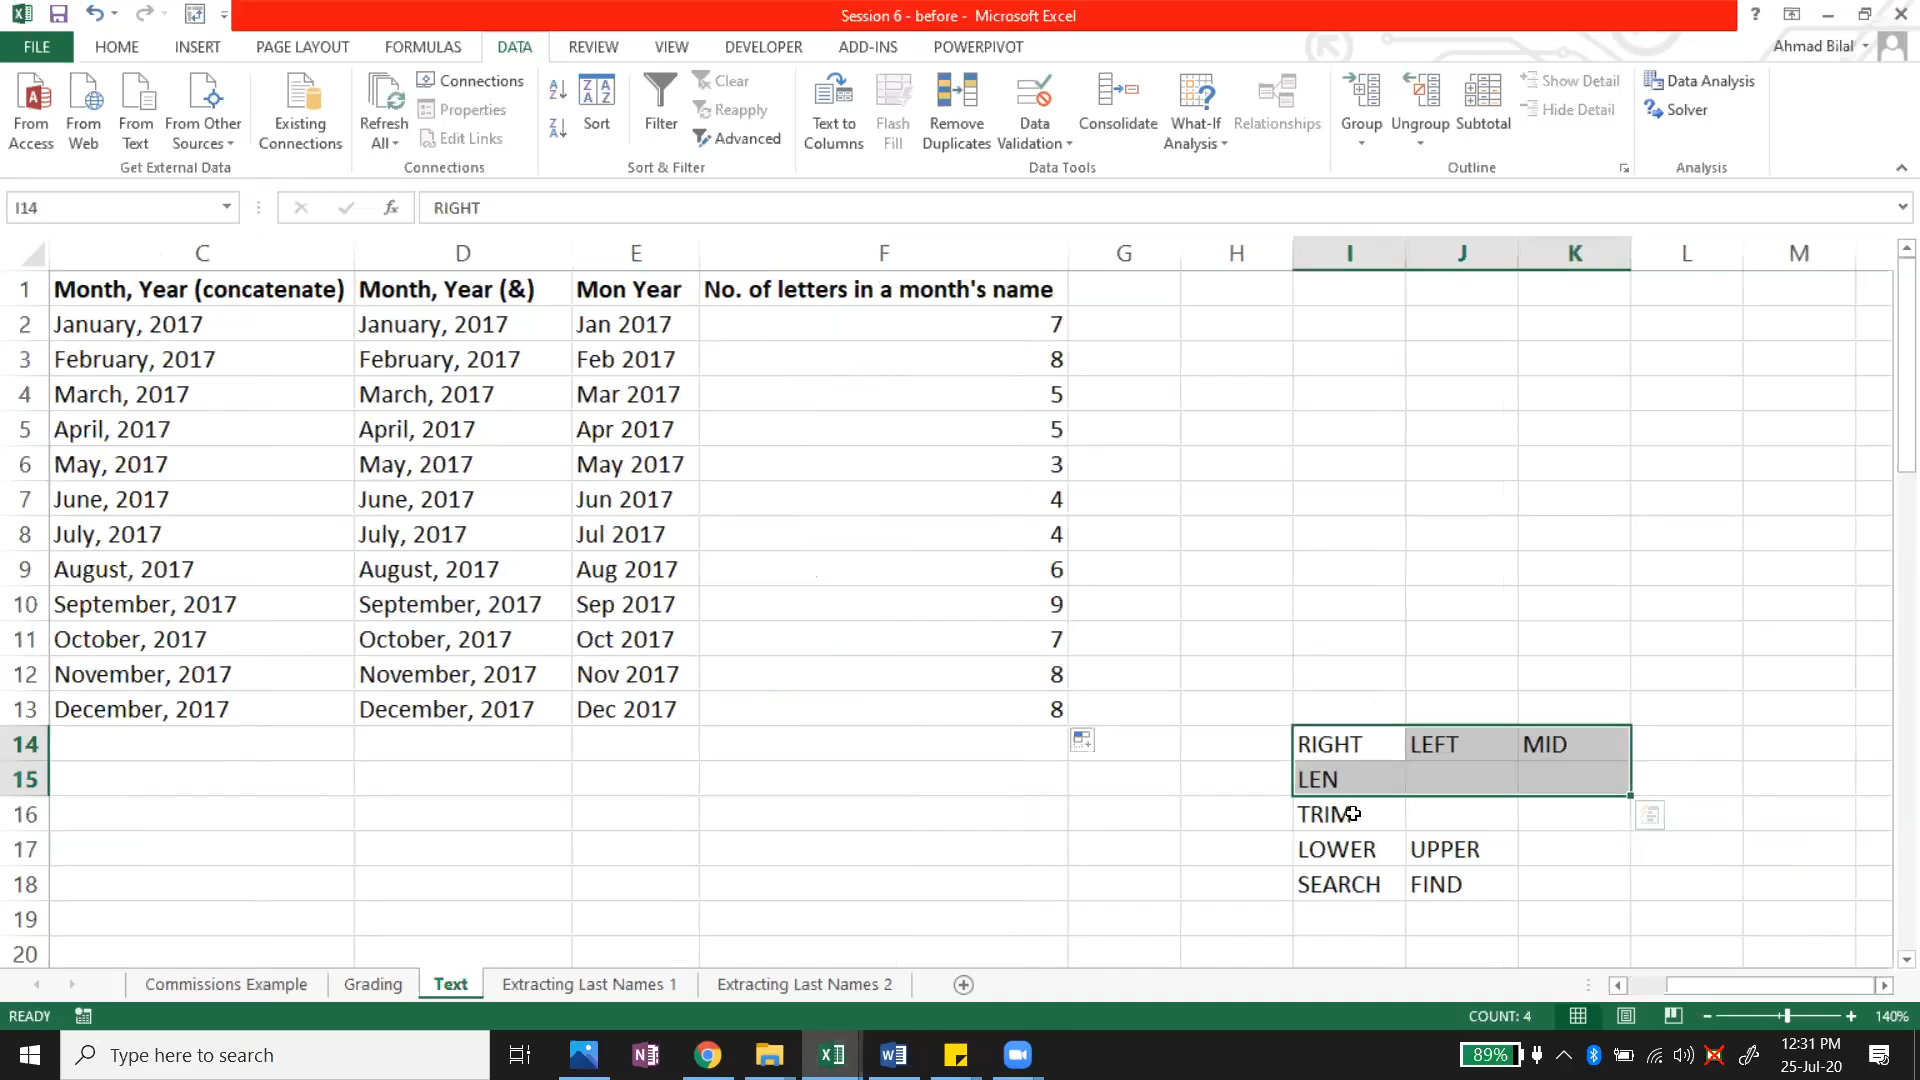 Session 6 - before - Microsoft Excel
?
FILE HOME INSERT PAGE LAYOUT FORMULAS DATA REVIEW VIEW DEVELOPER ADD-INS POWERPIVOT Ahmad Bilal
From Access From Web From Text From Other Sources Existing Connections
Get External Data
Refresh All Connections Properties Edit Links
Connections
Sort Filter Clear Reapply Advanced
Sort & Filter
Text to Columns Flash Fill Remove Duplicates Data Validation Consolidate What-If Analysis Relationships
Data Tools
Group Ungroup Subtotal Show Detail Hide Detail
Outline
Data Analysis Solver
Analysis
I14 fx RIGHT
C D E F G H I J K L M
1 Month, Year (concatenate) Month, Year (&) Mon Year No. of letters in a month's name
2 January, 2017 January, 2017 Jan 2017 7
3 February, 2017 February, 2017 Feb 2017 8
4 March, 2017 March, 2017 Mar 2017 5
5 April, 2017 April, 2017 Apr 2017 5
6 May, 2017 May, 2017 May 2017 3
7 June, 2017 June, 2017 Jun 2017 4
8 July, 2017 July, 2017 Jul 2017 4
9 August, 2017 August, 2017 Aug 2017 6
10 September, 2017 September, 2017 Sep 2017 9
11 October, 2017 October, 2017 Oct 2017 7
12 November, 2017 November, 2017 Nov 2017 8
13 December, 2017 December, 2017 Dec 2017 8
14 RIGHT LEFT MID
15 LEN
16 TRIM
17 LOWER UPPER
18 SEARCH FIND
19
20
Commissions Example Grading Text Extracting Last Names 1 Extracting Last Names 2
READY COUNT: 4 140%
Type here to search 89% 12:31 PM
25-Jul-20